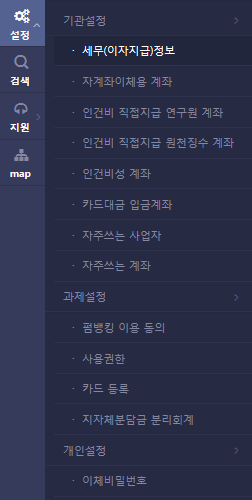 설정
검색
지원
map
기관설정
· 세무(이자지급)정보
· 자계좌이체용 계좌
· 인건비 직접지급 연구원 계좌
· 인건비 직접지급 원천징수 계좌
· 인건비성 계좌
· 카드대금 입금계좌
· 자주쓰는 사업자
· 자주쓰는 계좌
과제설정
· 펌뱅킹 이용 동의
· 사용권한
· 카드 등록
· 지자체분담금 분리회계
개인설정
· 이체비밀번호